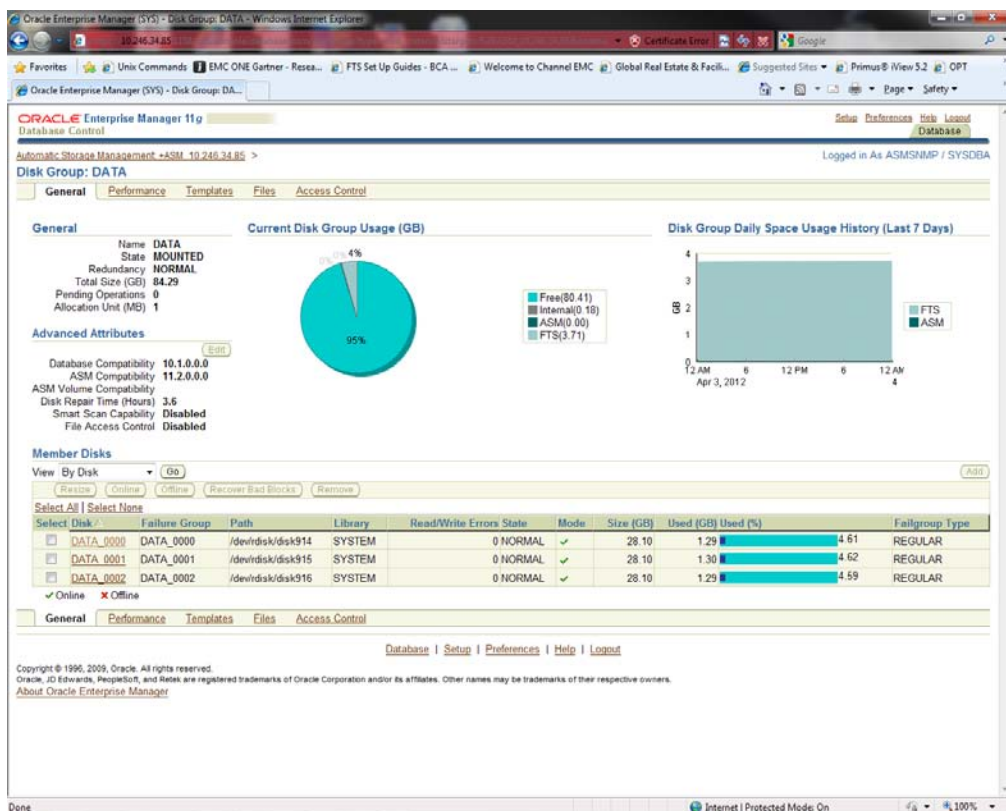 Oracle Enterprise Manager (SYS) - Disk Group: DATA - Windows Internet Explorer
10.246.34.85
Certificate Error
Google
Favorites
Unix Commands
EMC ONE Gartner - Resea...
FTS Set Up Guides - BCA ...
Welcome to Channel EMC
Global Real Estate & Facili...
Suggested Sites
Primus® iView 5.2
OPT
Oracle Enterprise Manager (SYS) - Disk Group: DA...
Page Safety
ORACLE Enterprise Manager 11g
Database Control
Setup Preferences Help Logout
Database
Automatic Storage Management: +ASM_10.246.34.85 >
Logged in As ASMSNMP / SYSDBA
Disk Group: DATA
General Performance Templates Files Access Control
General
Name DATA
State MOUNTED
Redundancy NORMAL
Total Size (GB) 84.29
Pending Operations 0
Allocation Unit (MB) 1
Advanced Attributes
Edit
Database Compatibility 10.1.0.0.0
ASM Compatibility 11.2.0.0.0
ASM Volume Compatibility
Disk Repair Time (Hours) 3.6
Smart Scan Capability Disabled
File Access Control Disabled
Current Disk Group Usage (GB)
0% 0% 4%
95%
Free(80.41)
Internal(0.18)
ASM(0.00)
FTS(3.71)
Disk Group Daily Space Usage History (Last 7 Days)
4
3
2
1
0
GB
12 AM 6 12 PM 6 12 AM
Apr 3, 2012 4
FTS
ASM
Member Disks
View By Disk Go
Add
Resize Online Offline Recover Bad Blocks Remove
Select All | Select None
Select Disk Failure Group Path Library Read/Write Errors State Mode Size (GB) Used (GB) Used (%) Failgroup Type
DATA_0000 DATA_0000 /dev/rdisk/disk914 SYSTEM 0 NORMAL 28.10 1.29 4.61 REGULAR
DATA_0001 DATA_0001 /dev/rdisk/disk915 SYSTEM 0 NORMAL 28.10 1.30 4.62 REGULAR
DATA_0002 DATA_0002 /dev/rdisk/disk916 SYSTEM 0 NORMAL 28.10 1.29 4.59 REGULAR
Online Offline
General Performance Templates Files Access Control
Database | Setup | Preferences | Help | Logout
Copyright © 1996, 2009, Oracle. All rights reserved.
Oracle, JD Edwards, PeopleSoft, and Retek are registered trademarks of Oracle Corporation and/or its affiliates. Other names may be trademarks of their respective owners.
About Oracle Enterprise Manager
Done
Internet | Protected Mode: On
100%